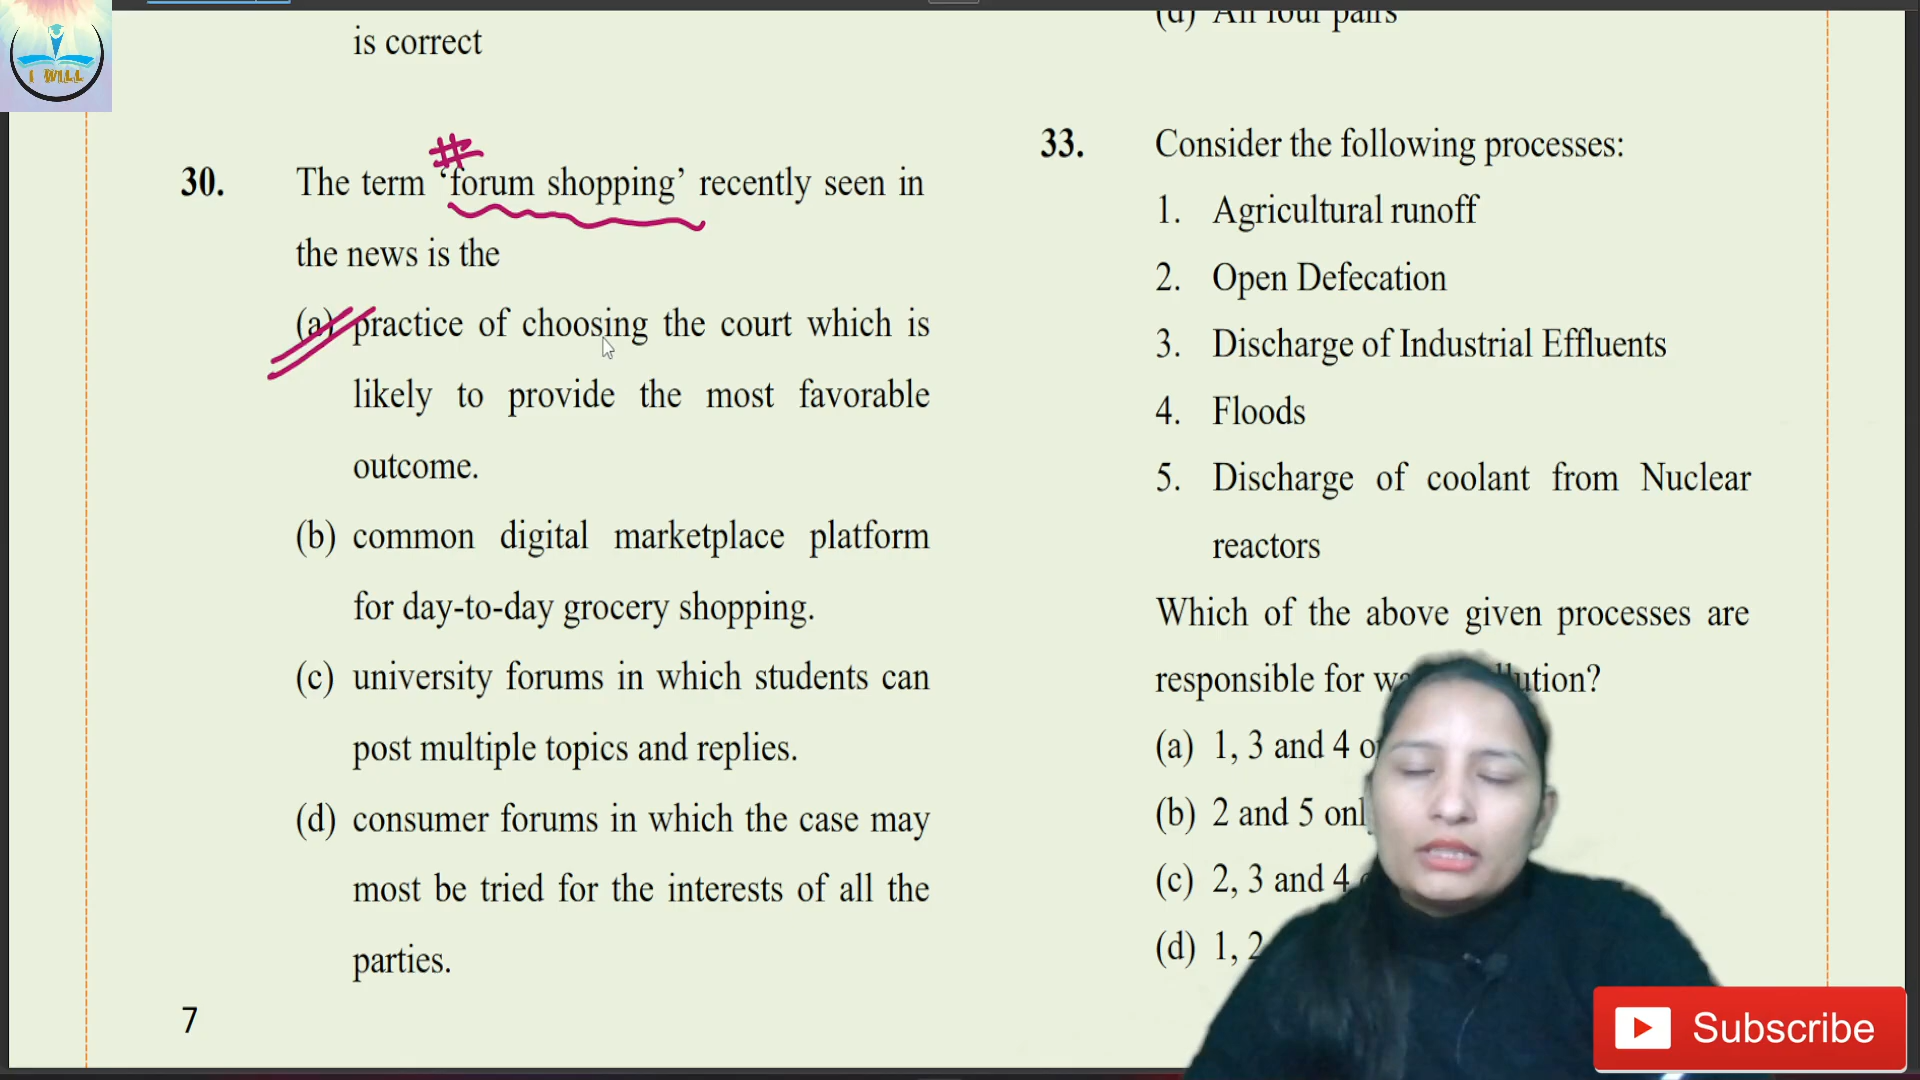 I WILL
is correct
30. The term ‘forum shopping’ recently seen in
the news is the
(a) practice of choosing the court which is
likely to provide the most favorable
outcome.
(b) common digital marketplace platform
for day-to-day grocery shopping.
(c) university forums in which students can
post multiple topics and replies.
(d) consumer forums in which the case may
most be tried for the interests of all the
parties.
7
(d) All four pairs
33. Consider the following processes:
1. Agricultural runoff
2. Open Defecation
3. Discharge of Industrial Effluents
4. Floods
5. Discharge of coolant from Nuclear
reactors
Which of the above given processes are
responsible for
(a) 1, 3 and 4
(b) 2 and 5 only
(c) 2, 3 and 4
(d) 1, 2
Subscribe